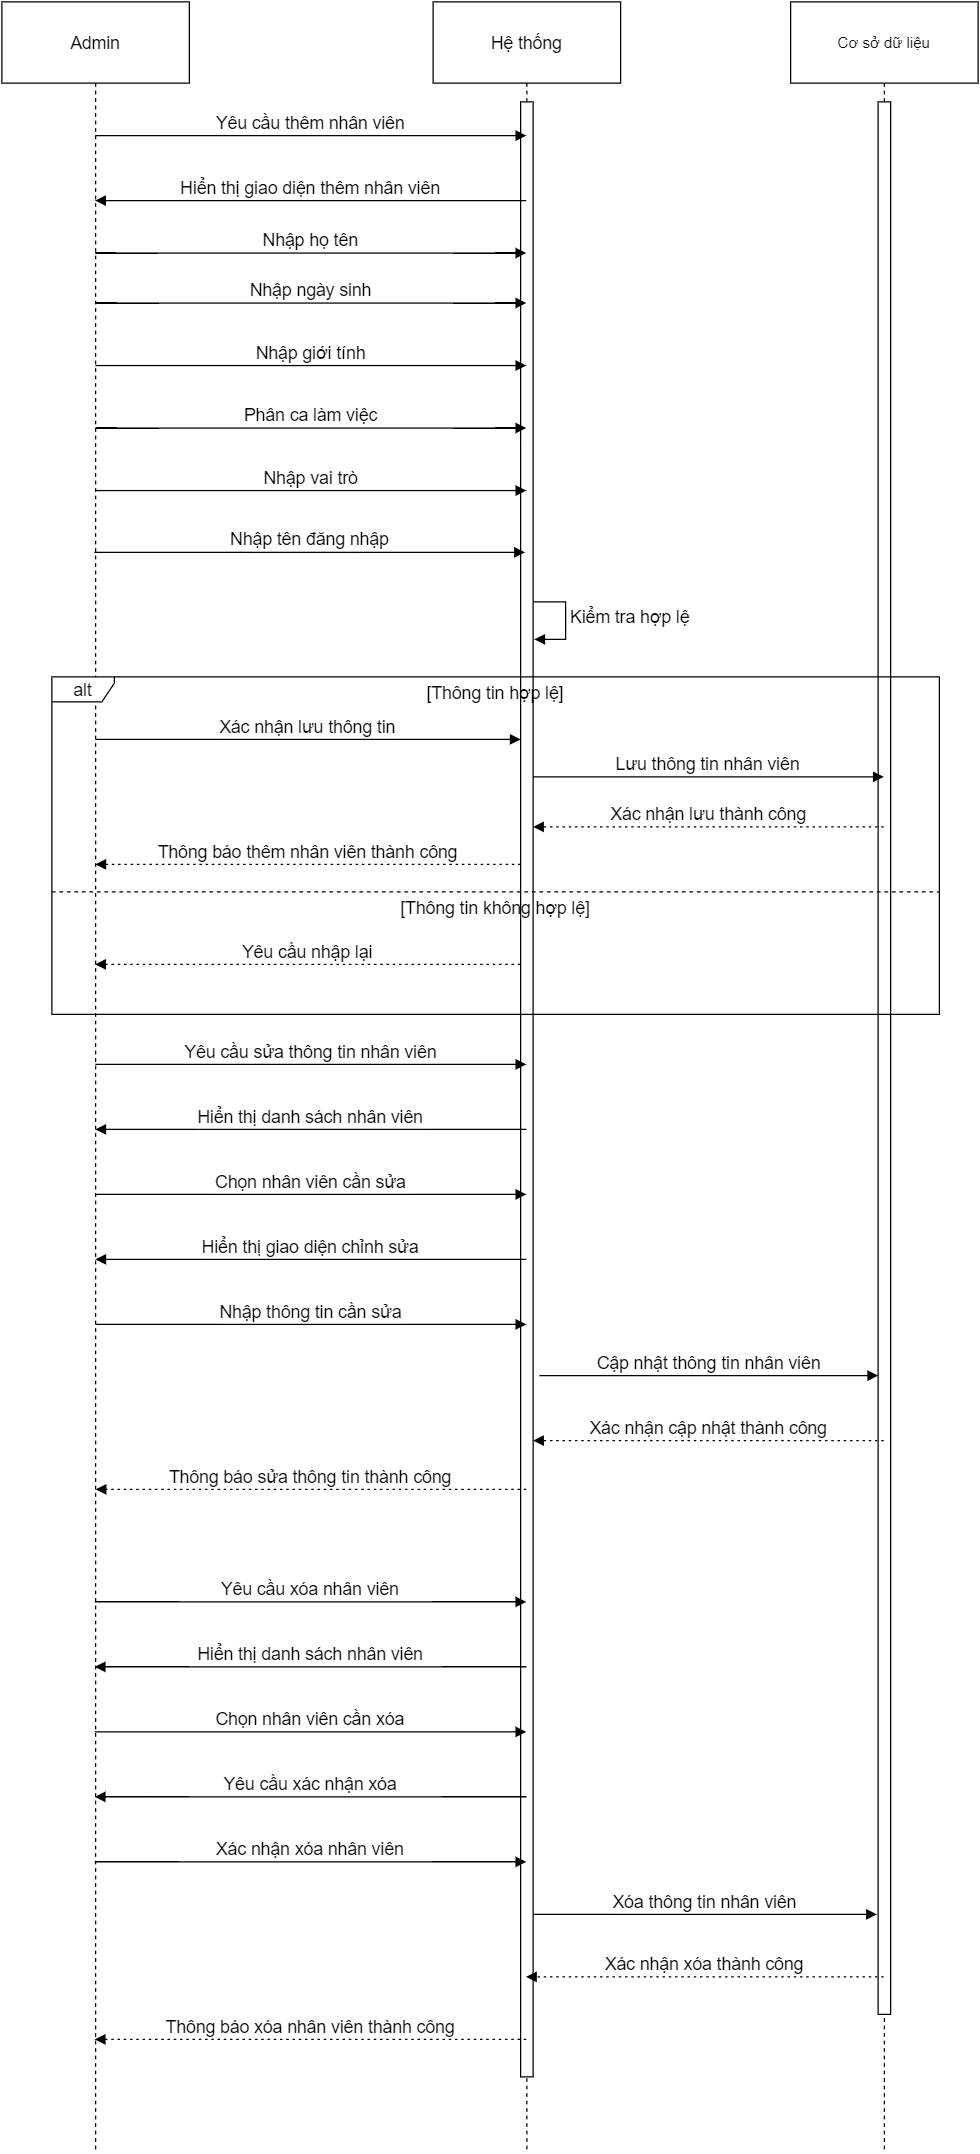 Admin
Hệ thống
Cơ sở dữ liệu
Yêu cầu thêm nhân viên
Hiển thị giao diện thêm nhân viên
Nhập họ tên
Nhập ngày sinh
Nhập giới tính
Phân ca làm việc
Nhập vai trò
Nhập tên đăng nhập
Kiểm tra hợp lệ
alt
[Thông tin hợp lệ]
Xác nhận lưu thông tin
Lưu thông tin nhân viên
Xác nhận lưu thành công
Thông báo thêm nhân viên thành công
[Thông tin không hợp lệ]
Yêu cầu nhập lại
Yêu cầu sửa thông tin nhân viên
Hiển thị danh sách nhân viên
Chọn nhân viên cần sửa
Hiển thị giao diện chỉnh sửa
Nhập thông tin cần sửa
Cập nhật thông tin nhân viên
Xác nhận cập nhật thành công
Thông báo sửa thông tin thành công
Yêu cầu xóa nhân viên
Hiển thị danh sách nhân viên
Chọn nhân viên cần xóa
Yêu cầu xác nhận xóa
Xác nhận xóa nhân viên
Xóa thông tin nhân viên
Xác nhận xóa thành công
Thông báo xóa nhân viên thành công